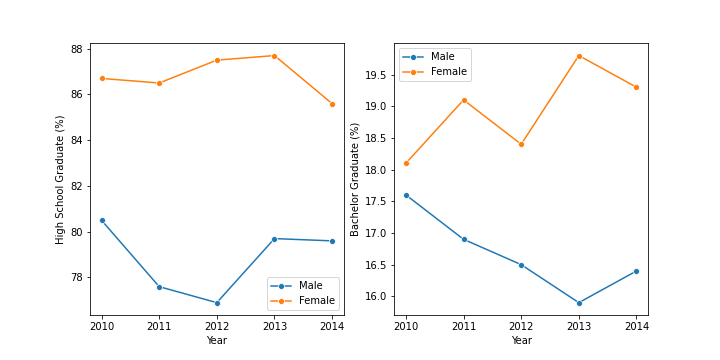 High School Graduate (%)
88
86
84
82
80
78
2010 2011 2012 2013 2014
Year
Male
Female
Bachelor Graduate (%)
19.5
19.0
18.5
18.0
17.5
17.0
16.5
16.0
2010 2011 2012 2013 2014
Year
Male
Female